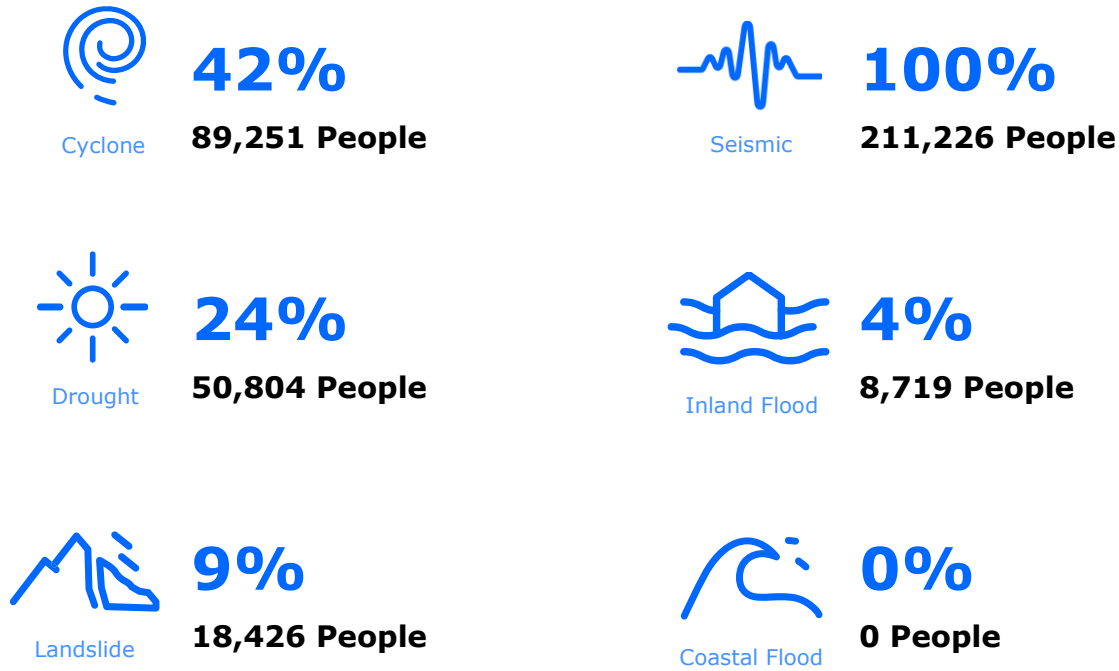 42%
89,251 People
Cyclone
100%
211,226 People
Seismic
24%
50,804 People
Drought
4%
8,719 People
Inland Flood
9%
18,426 People
Landslide
0%
0 People
Coastal Flood